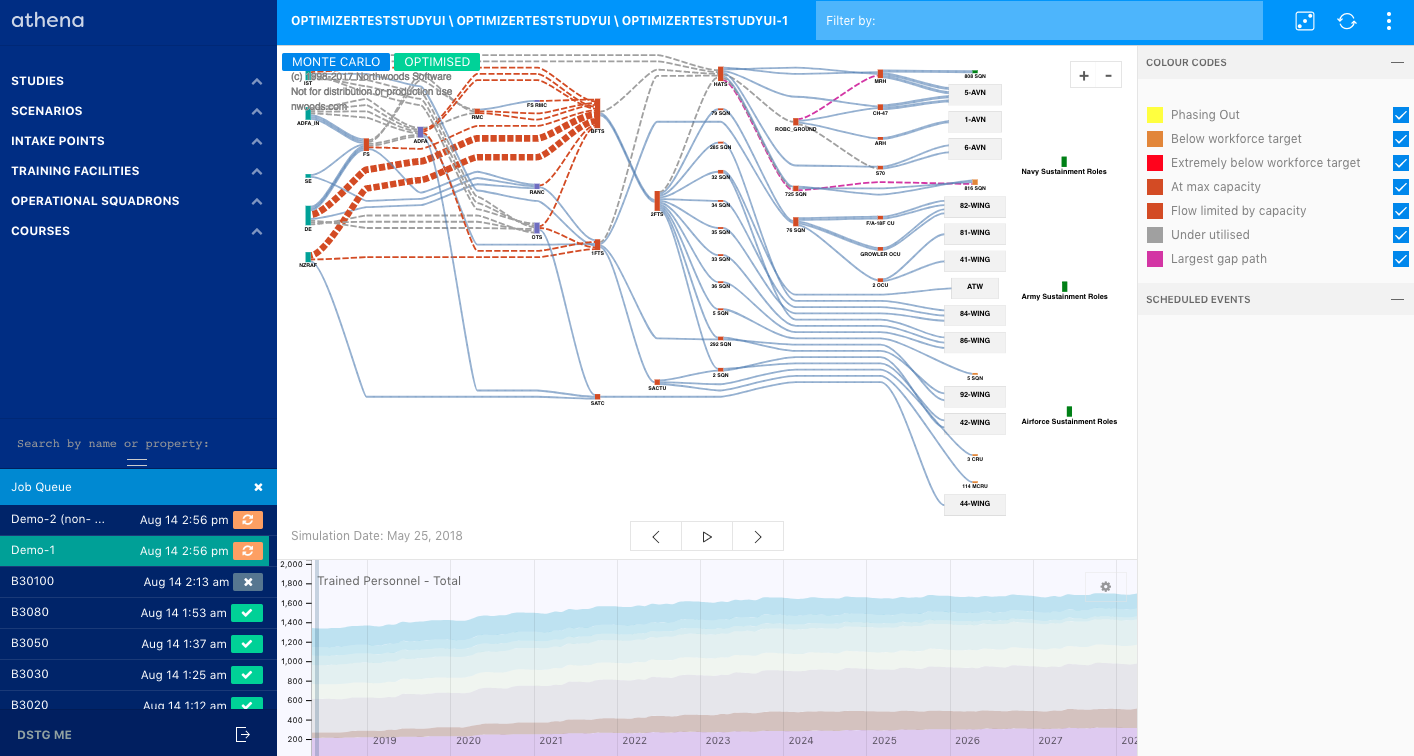 athena
OPTIMIZERTESTSTUDYUI \ OPTIMIZERTESTSTUDYUI \ OPTIMIZERTESTSTUDYUI-1
Filter by:
STUDIES
SCENARIOS
INTAKE POINTS
TRAINING FACILITIES
OPERATIONAL SQUADRONS
COURSES
Search by name or property:
Job Queue
Demo-2 (non- ... Aug 14 2:56 pm
Demo-1 Aug 14 2:56 pm
B30100 Aug 14 2:13 am
B3080 Aug 14 1:53 am
B3050 Aug 14 1:37 am
B3030 Aug 14 1:25 am
B3020 Aug 14 1:12 am
DSTG ME
MONTE CARLO
OPTIMISED
(c) 1998-2017 Northwoods Software
Not for distribution or production use
nwoods.com
+ -
IST
ADFA_IN
SE
DE
NZRAF
FS
ADFA
RMC
FS RMC
RANC
OTS
BFTS
1FTS
SATC
2FTS
SACTU
HATS
79 SQN
285 SQN
32 SQN
34 SQN
35 SQN
33 SQN
36 SQN
5 SQN
292 SQN
2 SQN
ROBC_GROUND
725 SQN
76 SQN
MRH
CH-47
ARH
S70
F/A-18F CU
GROWLER OCU
2 OCU
808 SQN
5-AVN
1-AVN
6-AVN
816 SQN
82-WING
81-WING
41-WING
ATW
84-WING
86-WING
5 SQN
92-WING
42-WING
3 CRU
114 MCRU
44-WING
Navy Sustainment Roles
Army Sustainment Roles
Airforce Sustainment Roles
Simulation Date: May 25, 2018
COLOUR CODES
Phasing Out
Below workforce target
Extremely below workforce target
At max capacity
Flow limited by capacity
Under utilised
Largest gap path
SCHEDULED EVENTS
Trained Personnel - Total
2,000
1,800
1,600
1,400
1,200
1,000
800
600
400
200
2019 2020 2021 2022 2023 2024 2025 2026 2027 202